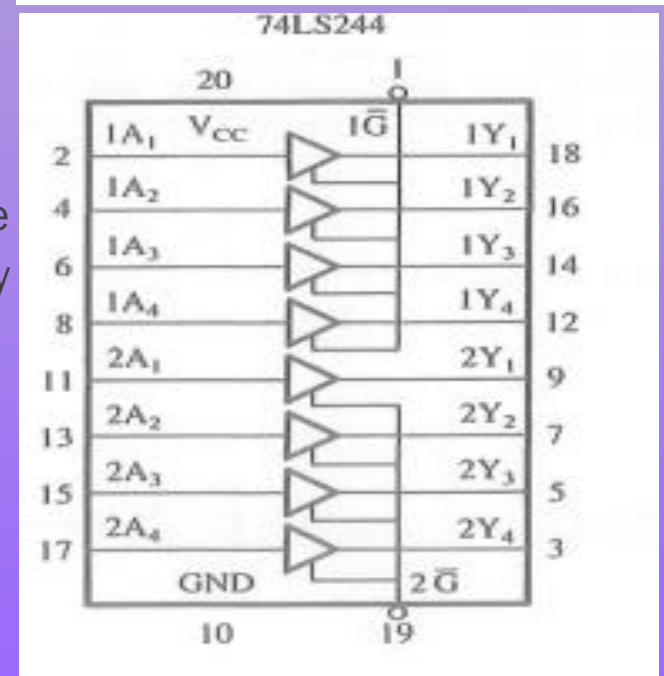 74LS244
20 1
V_CC 1G̅
2 1A₁ 1Y₁ 18
4 1A₂ 1Y₂ 16
6 1A₃ 1Y₃ 14
8 1A₄ 1Y₄ 12
11 2A₁ 2Y₁ 9
13 2A₂ 2Y₂ 7
15 2A₃ 2Y₃ 5
17 2A₄ 2Y₄ 3
GND 2G̅
10 19
e
y